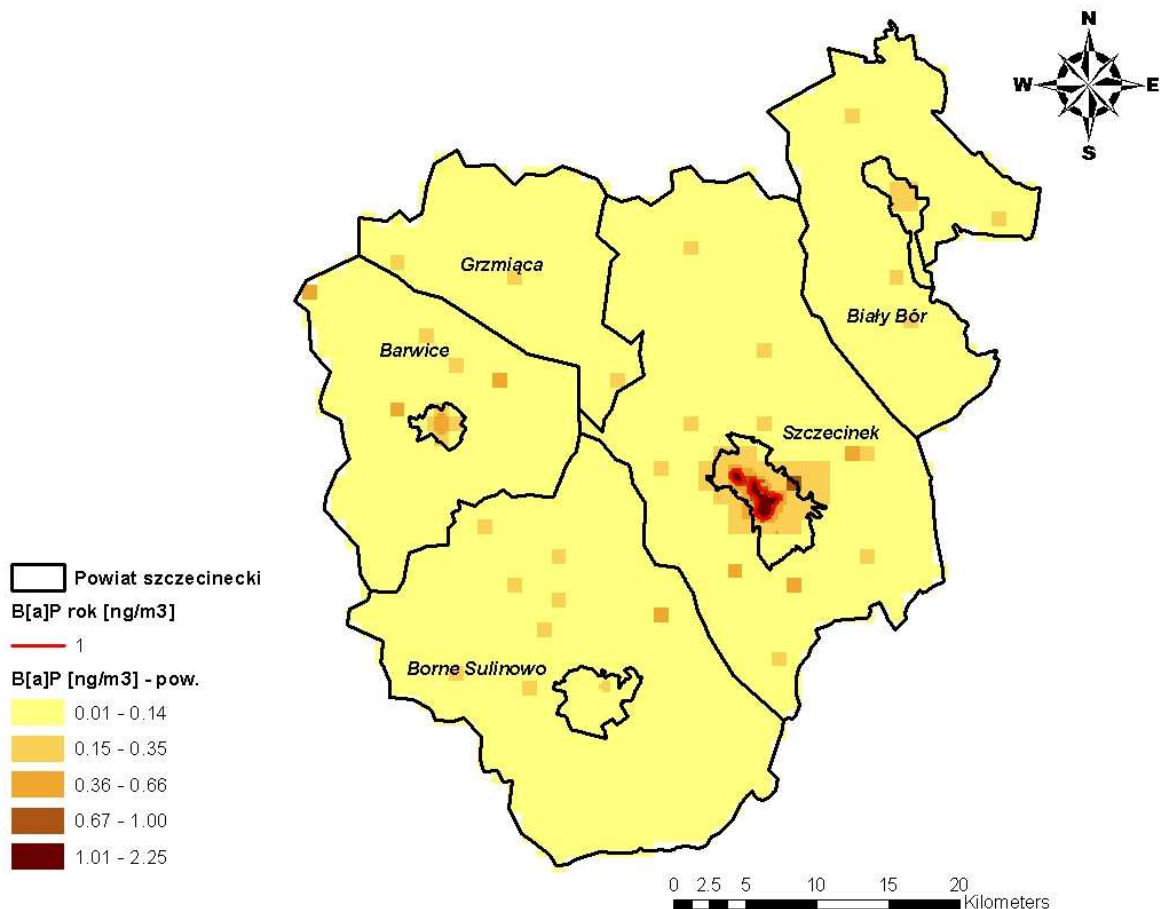 N
W E
S
Grzmiąca
Biały Bór
Barwice
Szczecinek
Borne Sulinowo
Powiat szczecinecki
B[a]P rok [ng/m3]
1
B[a]P [ng/m3] - pow.
0.01 - 0.14
0.15 - 0.35
0.36 - 0.66
0.67 - 1.00
1.01 - 2.25
0 2.5 5 10 15 20
Kilometers